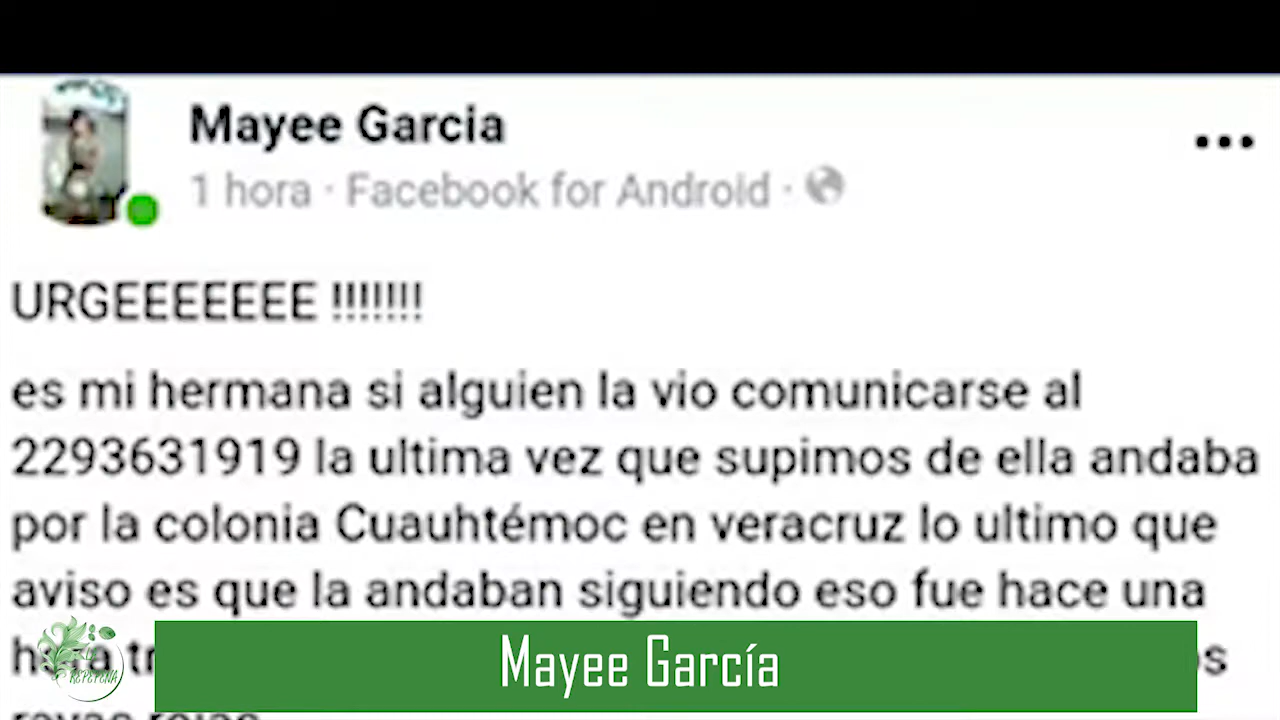 Mayee Garcia
1 hora · Facebook for Android ·
URGEEEEEEE !!!!!!!
es mi hermana si alguien la vio comunicarse al
2293631919 la ultima vez que supimos de ella andaba
por la colonia Cuauhtémoc en veracruz lo ultimo que
aviso es que la andaban siguiendo eso fue hace una
Mayee García
REPEPENA